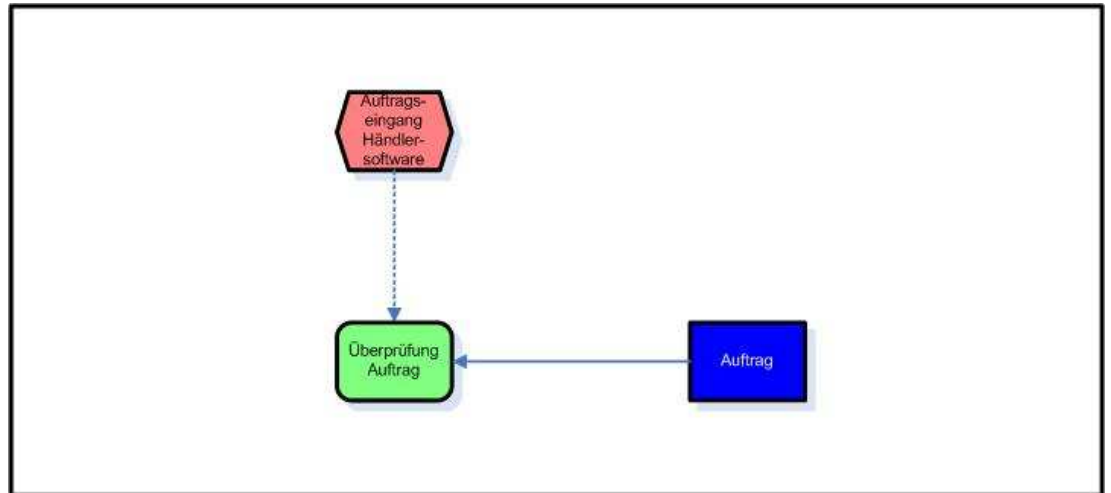 Auftrags-
eingang
Händler-
software
Überprüfung
Auftrag
Auftrag